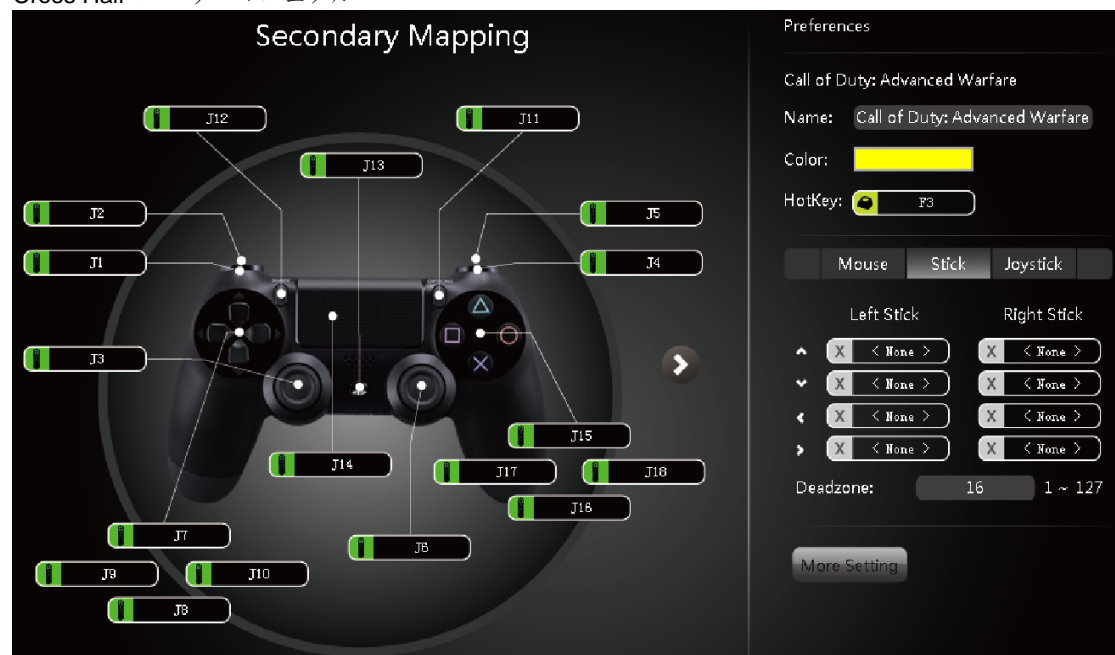 Secondary Mapping
J12
J11
J13
J2
J5
J1
J4
J3
J15
J14
J17
J18
J16
J7
J6
J9
J10
J8
Preferences
Call of Duty: Advanced Warfare
Name: Call of Duty: Advanced Warfare
Color:
HotKey: F3
Mouse Stick Joystick
Left Stick Right Stick
X < None > X < None >
X < None > X < None >
X < None > X < None >
X < None > X < None >
Deadzone: 16 1 ~ 127
More Setting